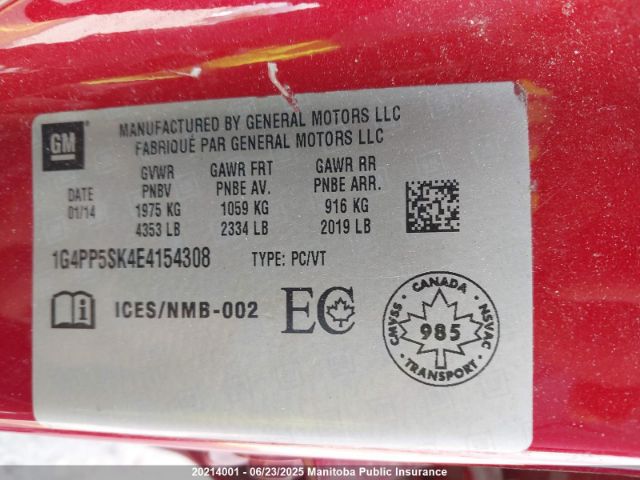 GM
MANUFACTURED BY GENERAL MOTORS LLC
FABRIQUÉ PAR GENERAL MOTORS LLC
DATE
01/14
GVWR
PNBV
1975 KG
4353 LB
GAWR FRT
PNBE AV.
1059 KG
2334 LB
GAWR RR
PNBE ARR.
916 KG
2019 LB
1G4PP5SK4E4154308 TYPE: PC/VT
ICES/NMB-002
EC
CANADA
CMVSS
985
NSVAC
TRANSPORT
20214001 - 06/23/2025 Manitoba Public Insurance